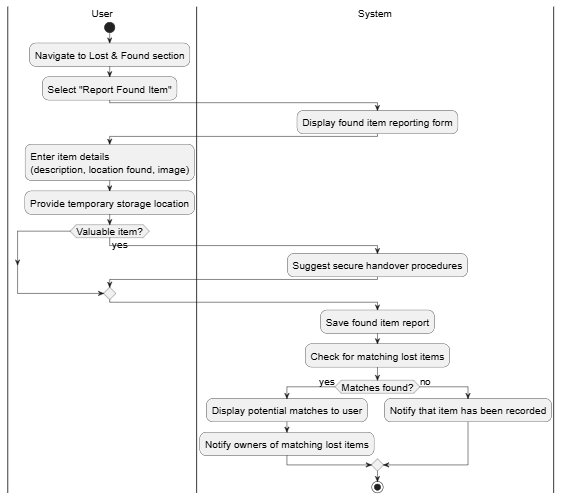 User
System
Navigate to Lost & Found section
Select "Report Found Item"
Display found item reporting form
Enter item details
(description, location found, image)
Provide temporary storage location
Valuable item?
yes
Suggest secure handover procedures
Save found item report
Check for matching lost items
yes
Matches found?
no
Display potential matches to user
Notify that item has been recorded
Notify owners of matching lost items